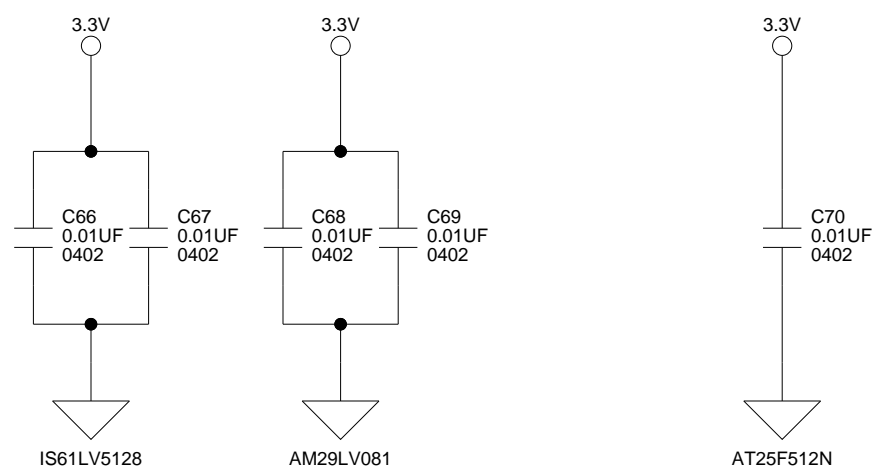 3.3V
3.3V
3.3V
C66
0.01UF
0402
C67
0.01UF
0402
C68
0.01UF
0402
C69
0.01UF
0402
C70
0.01UF
0402
IS61LV5128
AM29LV081
AT25F512N